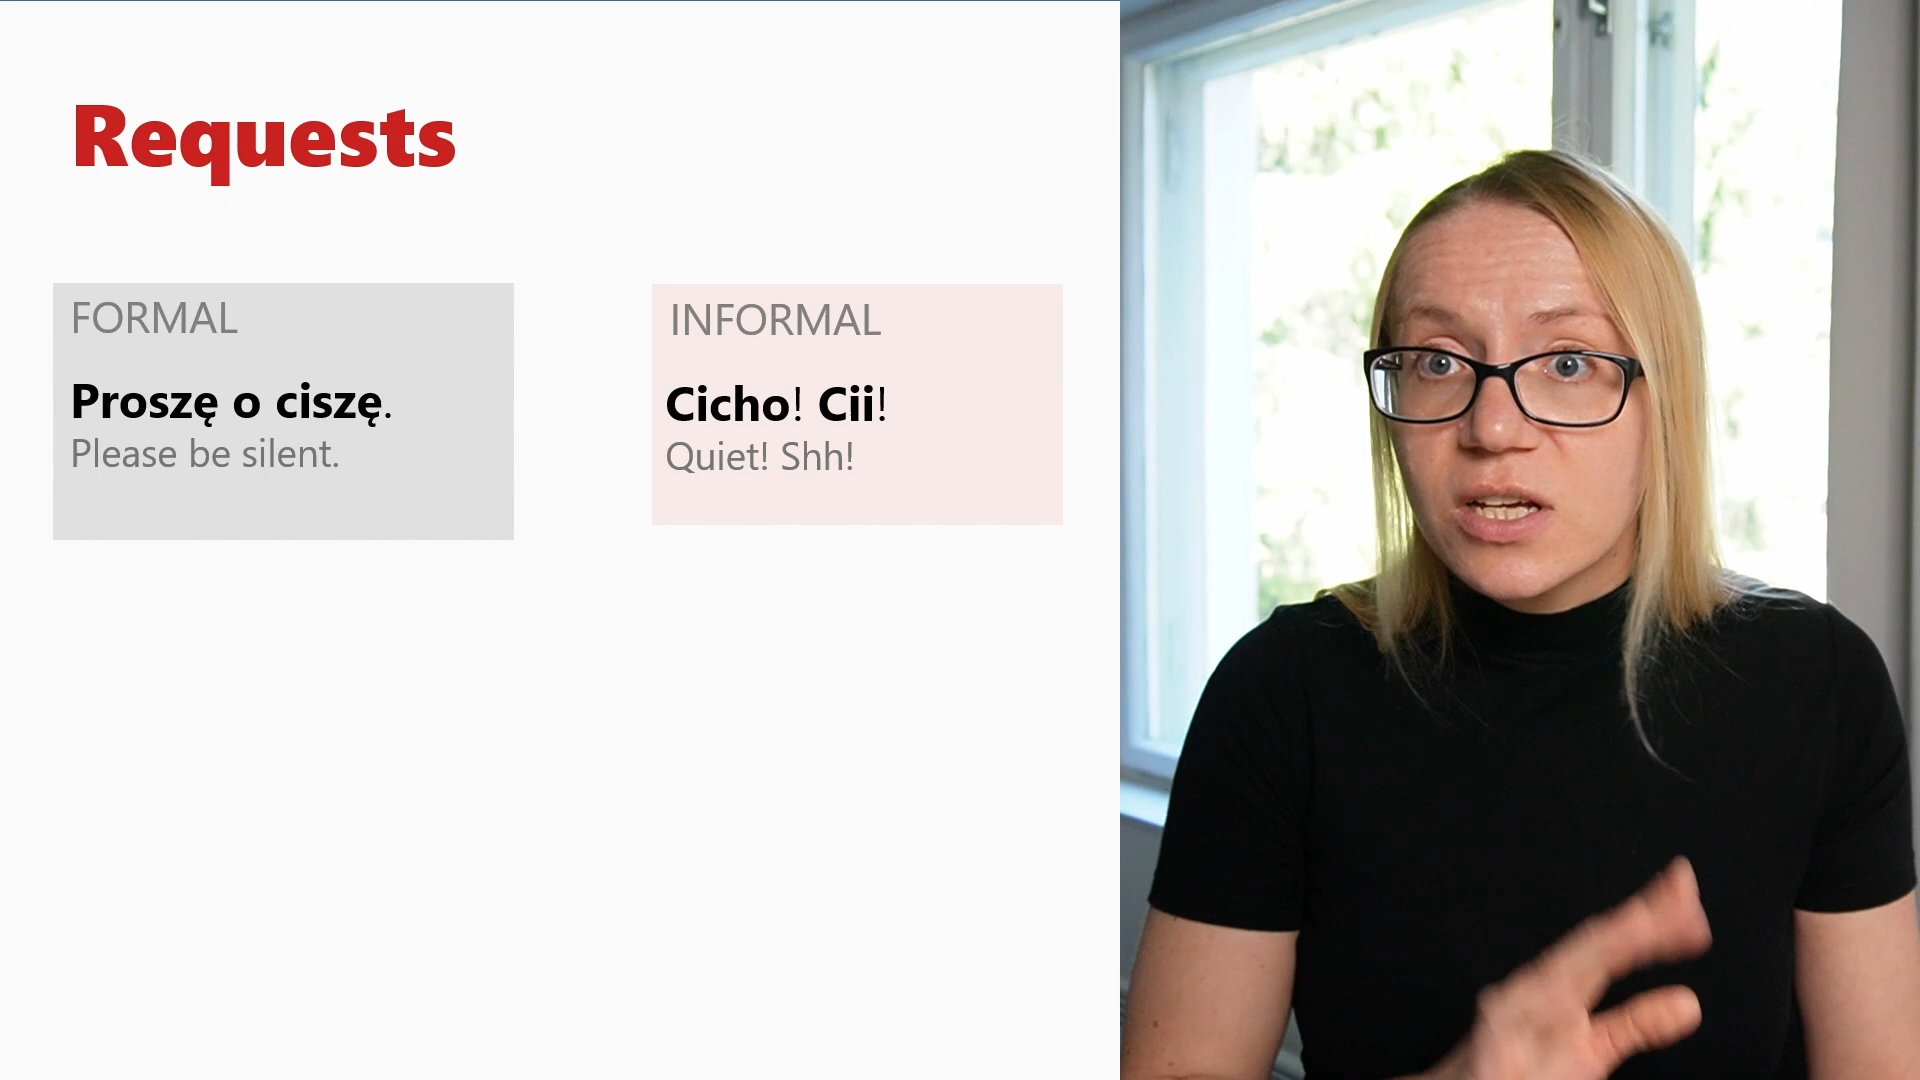 Requests
FORMAL
Proszę o ciszę.
Please be silent.
INFORMAL
Cicho! Cii!
Quiet! Shh!